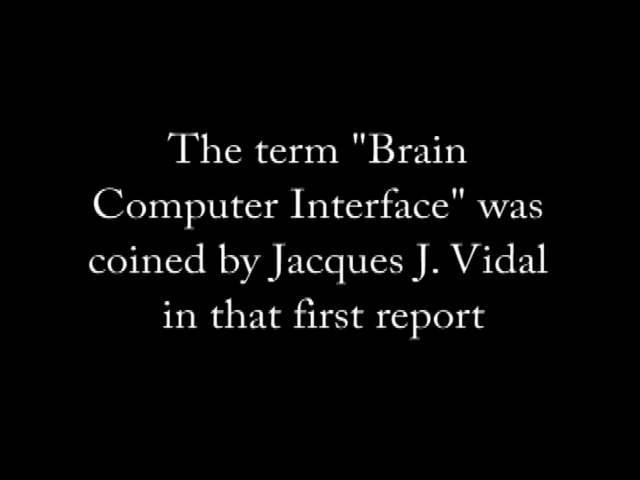 The term "Brain
Computer Interface" was
coined by Jacques J. Vidal
in that first report